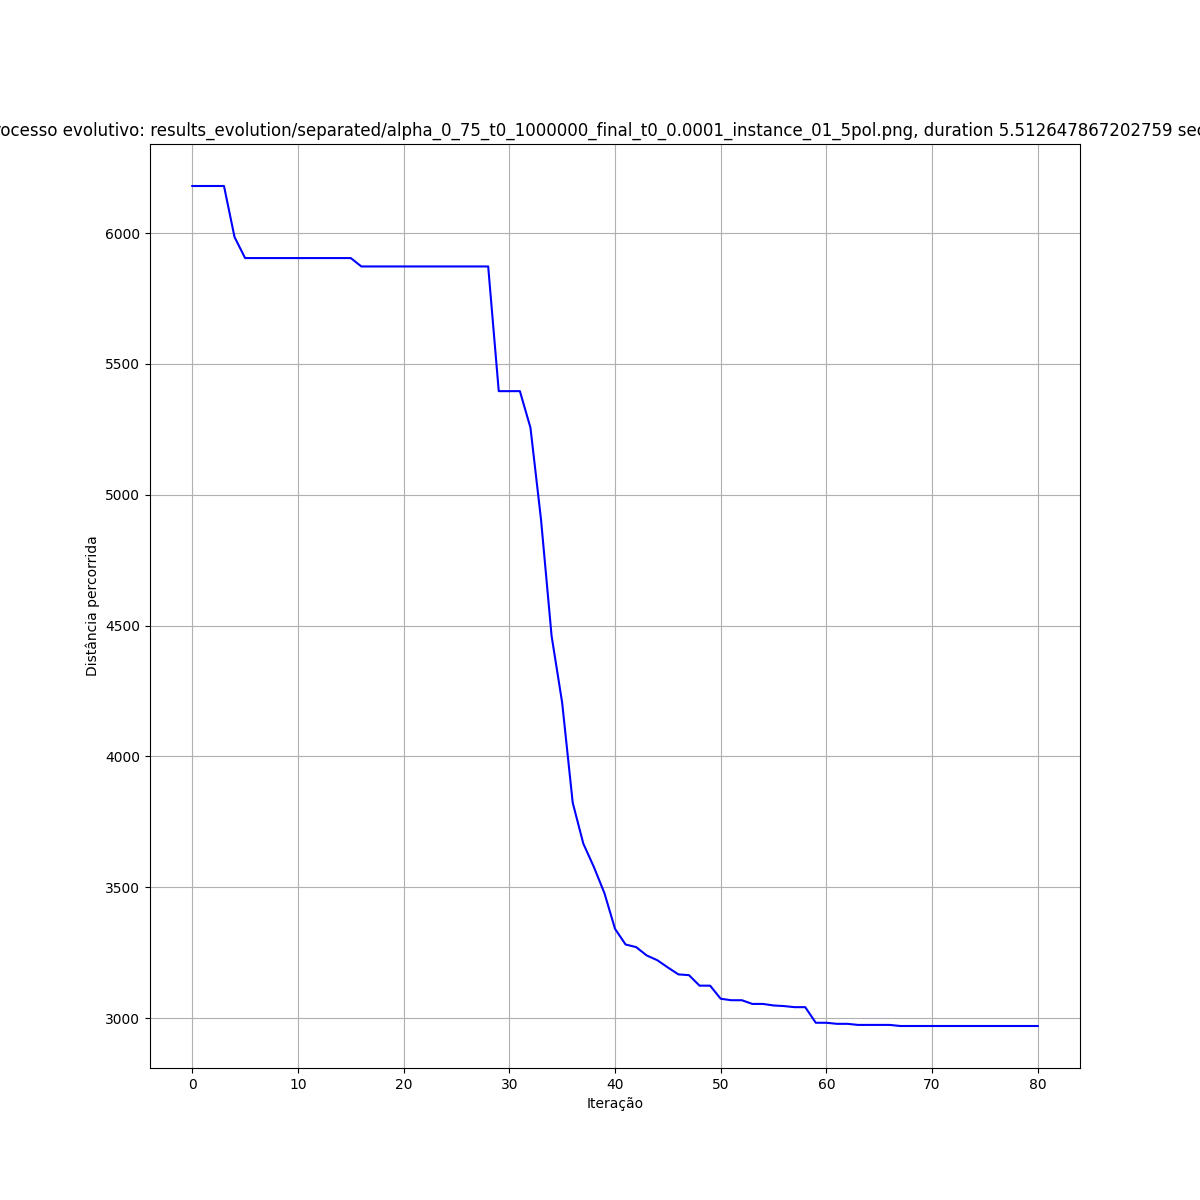 ocesso evolutivo: results_evolution/separated/alpha_0_75_t0_1000000_final_t0_0.0001_instance_01_5pol.png, duration 5.512647867202759 sec
6000
5500
5000
4500
4000
3500
3000
Distância percorrida
0 10 20 30 40 50 60 70 80
Iteração